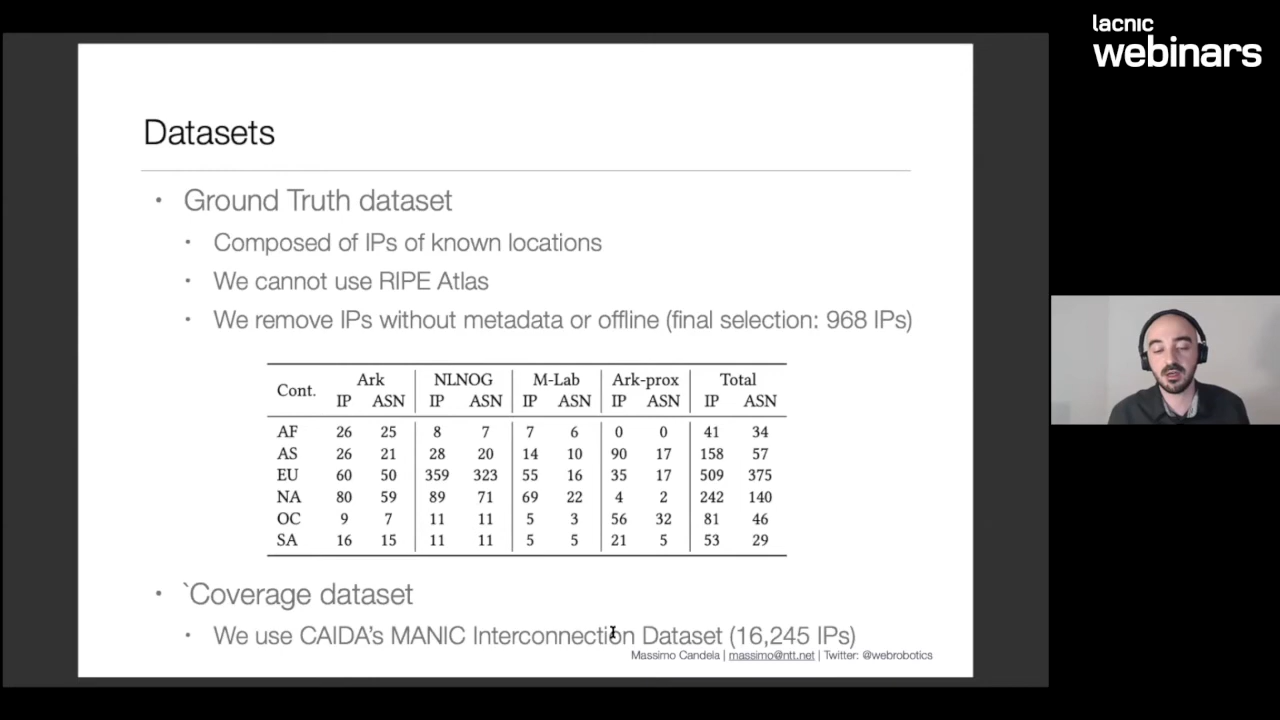 lacnic
webinars
Datasets
• Ground Truth dataset
• Composed of IPs of known locations
• We cannot use RIPE Atlas
• We remove IPs without metadata or offline (final selection: 968 IPs)
Cont. Ark NLNOG M-Lab Ark-prox Total
IP ASN IP ASN IP ASN IP ASN IP ASN
AF 26 25 8 7 7 6 0 0 41 34
AS 26 21 28 20 14 10 90 17 158 57
EU 60 50 359 323 55 16 35 17 509 375
NA 80 59 89 71 69 22 4 2 242 140
OC 9 7 11 11 5 3 56 32 81 46
SA 16 15 11 11 5 5 21 5 53 29
• `Coverage dataset
• We use CAIDA's MANIC Interconnection Dataset (16,245 IPs)
Massimo Candela | massimo@ntt.net | Twitter: @webrobotics